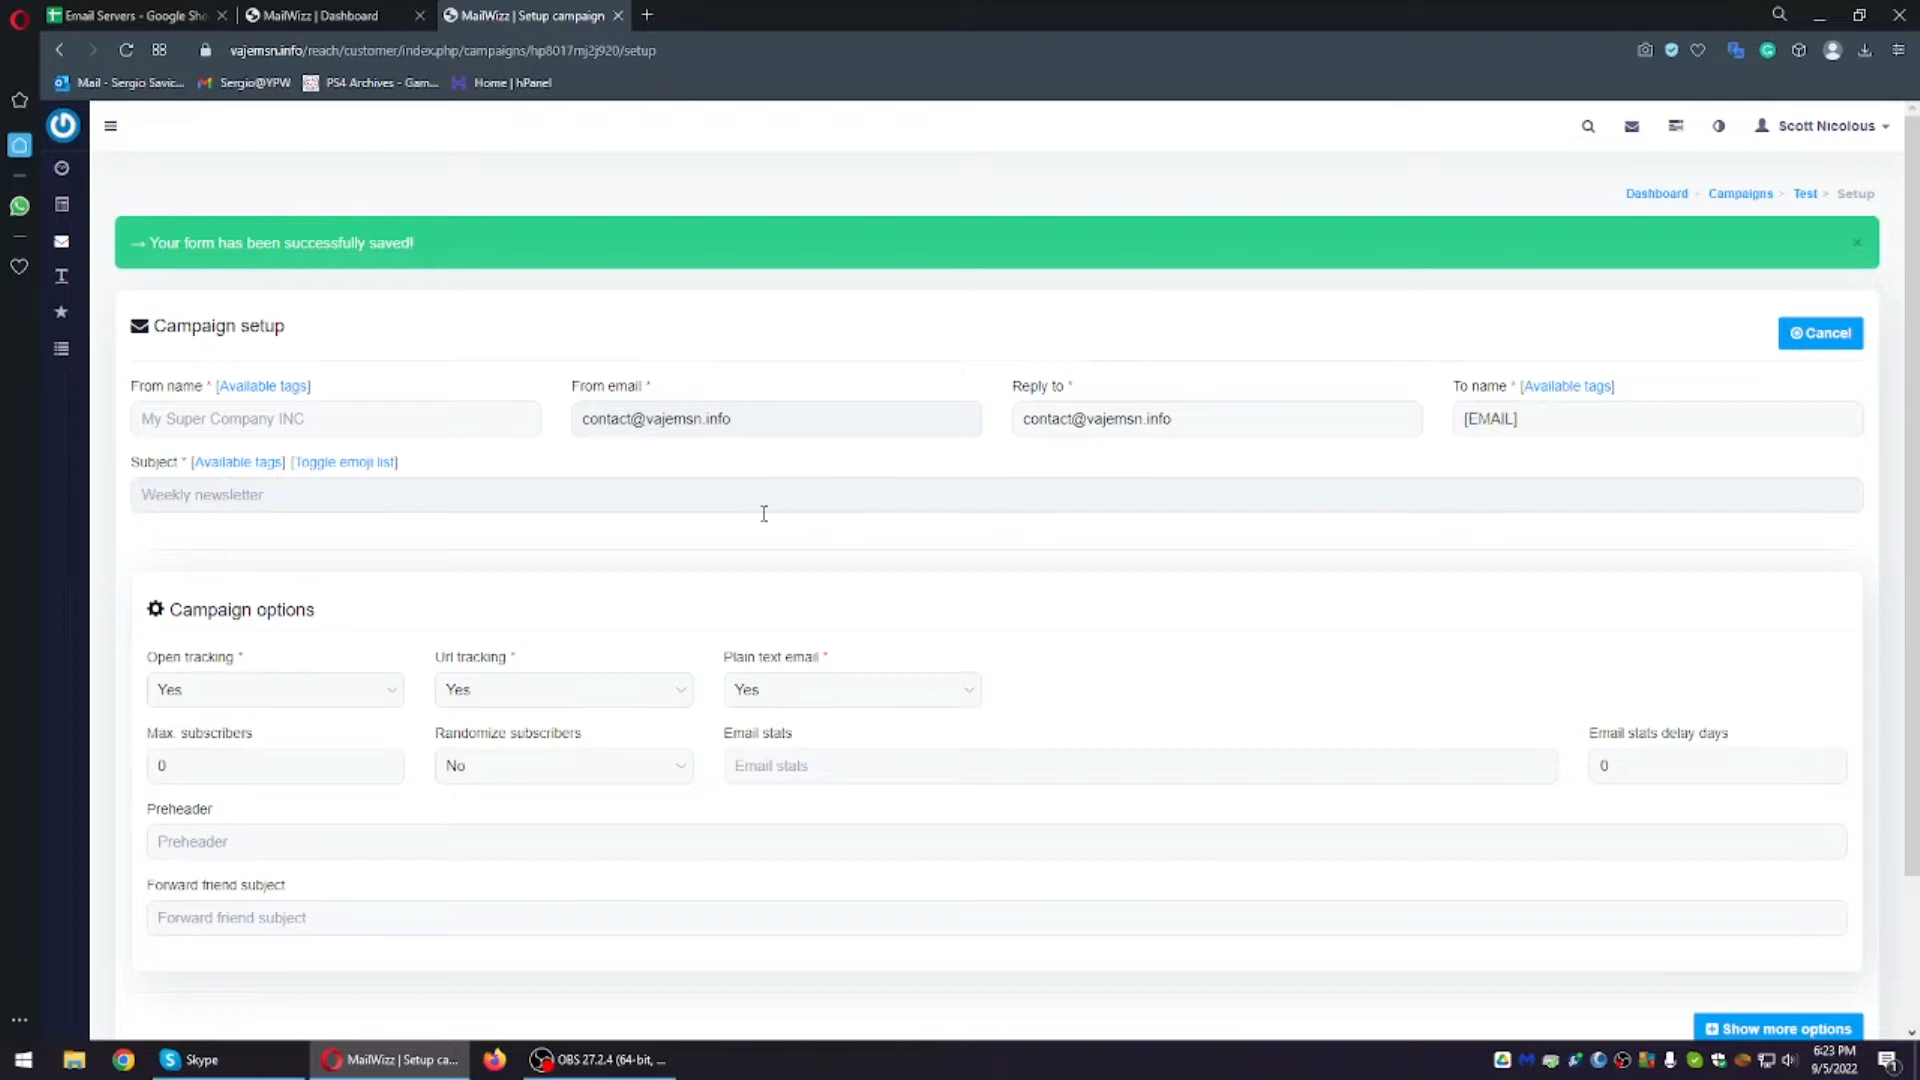 Email Servers - Google She
MailWizz | Dashboard
MailWizz | Setup campaign
vajemsn.info/reach/customer/index.php/campaigns/hp8017mj2j920/setup
Mail - Sergio Savic...
Sergio@YPW
PS4 Archives - Gam...
Home | hPanel
Scott Nicolous
Dashboard
Campaigns >
Test >
Setup
→ Your form has been successfully saved!
×
Campaign setup
Cancel
From name * [Available tags]
From email *
Reply to *
To name * [Available tags]
My Super Company INC
contact@vajemsn.info
contact@vajemsn.info
[EMAIL]
Subject * [Available tags] [Toggle emoji list]
Weekly newsletter
Campaign options
Open tracking *
Url tracking *
Plain text email *
Yes
Yes
Yes
Max. subscribers
Randomize subscribers
Email stats
Email stats delay days
0
No
Email stats
0
Preheader
Preheader
Forward friend subject
Forward friend subject
Show more options
Skype
MailWizz | Setup ca...
OBS 27.2.4 (64-bit, ...
6:23 PM
9/5/2022